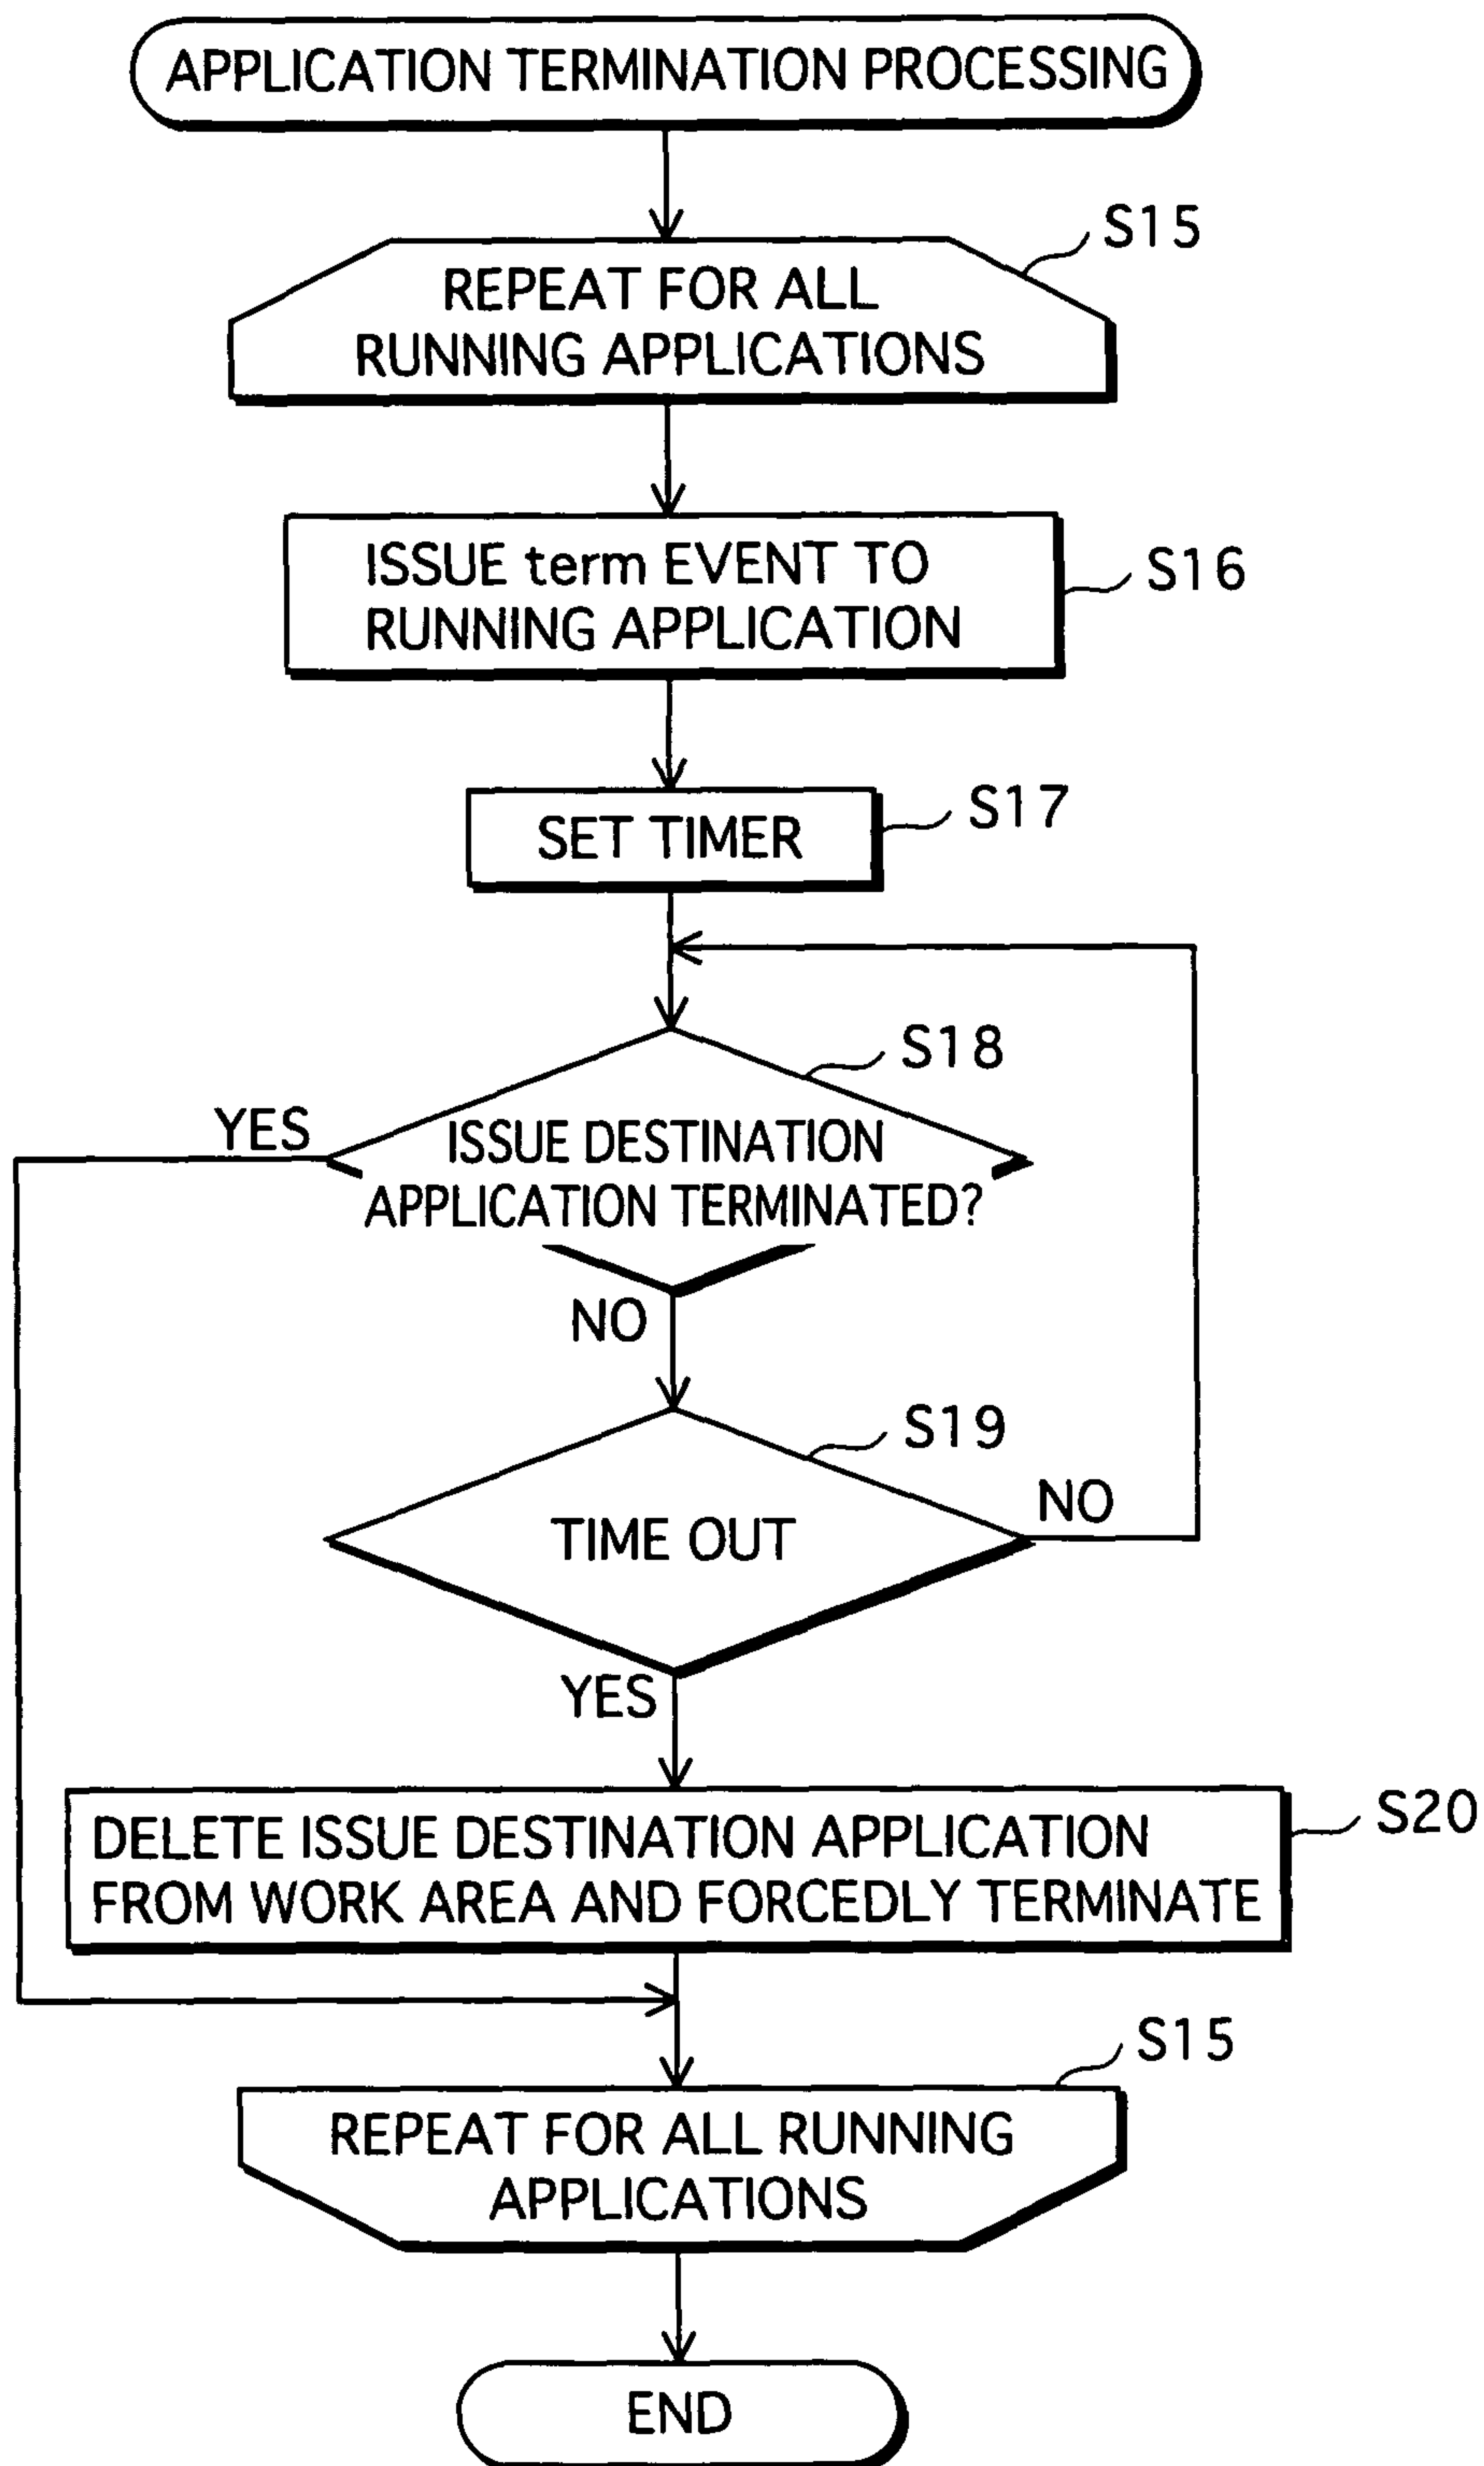 APPLICATION TERMINATION PROCESSING
S15
REPEAT FOR ALL
RUNNING APPLICATIONS
ISSUE term EVENT TO
RUNNING APPLICATION
S16
SET TIMER
S17
S18
YES
ISSUE DESTINATION
APPLICATION TERMINATED?
NO
S19
TIME OUT
NO
YES
DELETE ISSUE DESTINATION APPLICATION
FROM WORK AREA AND FORCEDLY TERMINATE
S20
S15
REPEAT FOR ALL RUNNING
APPLICATIONS
END